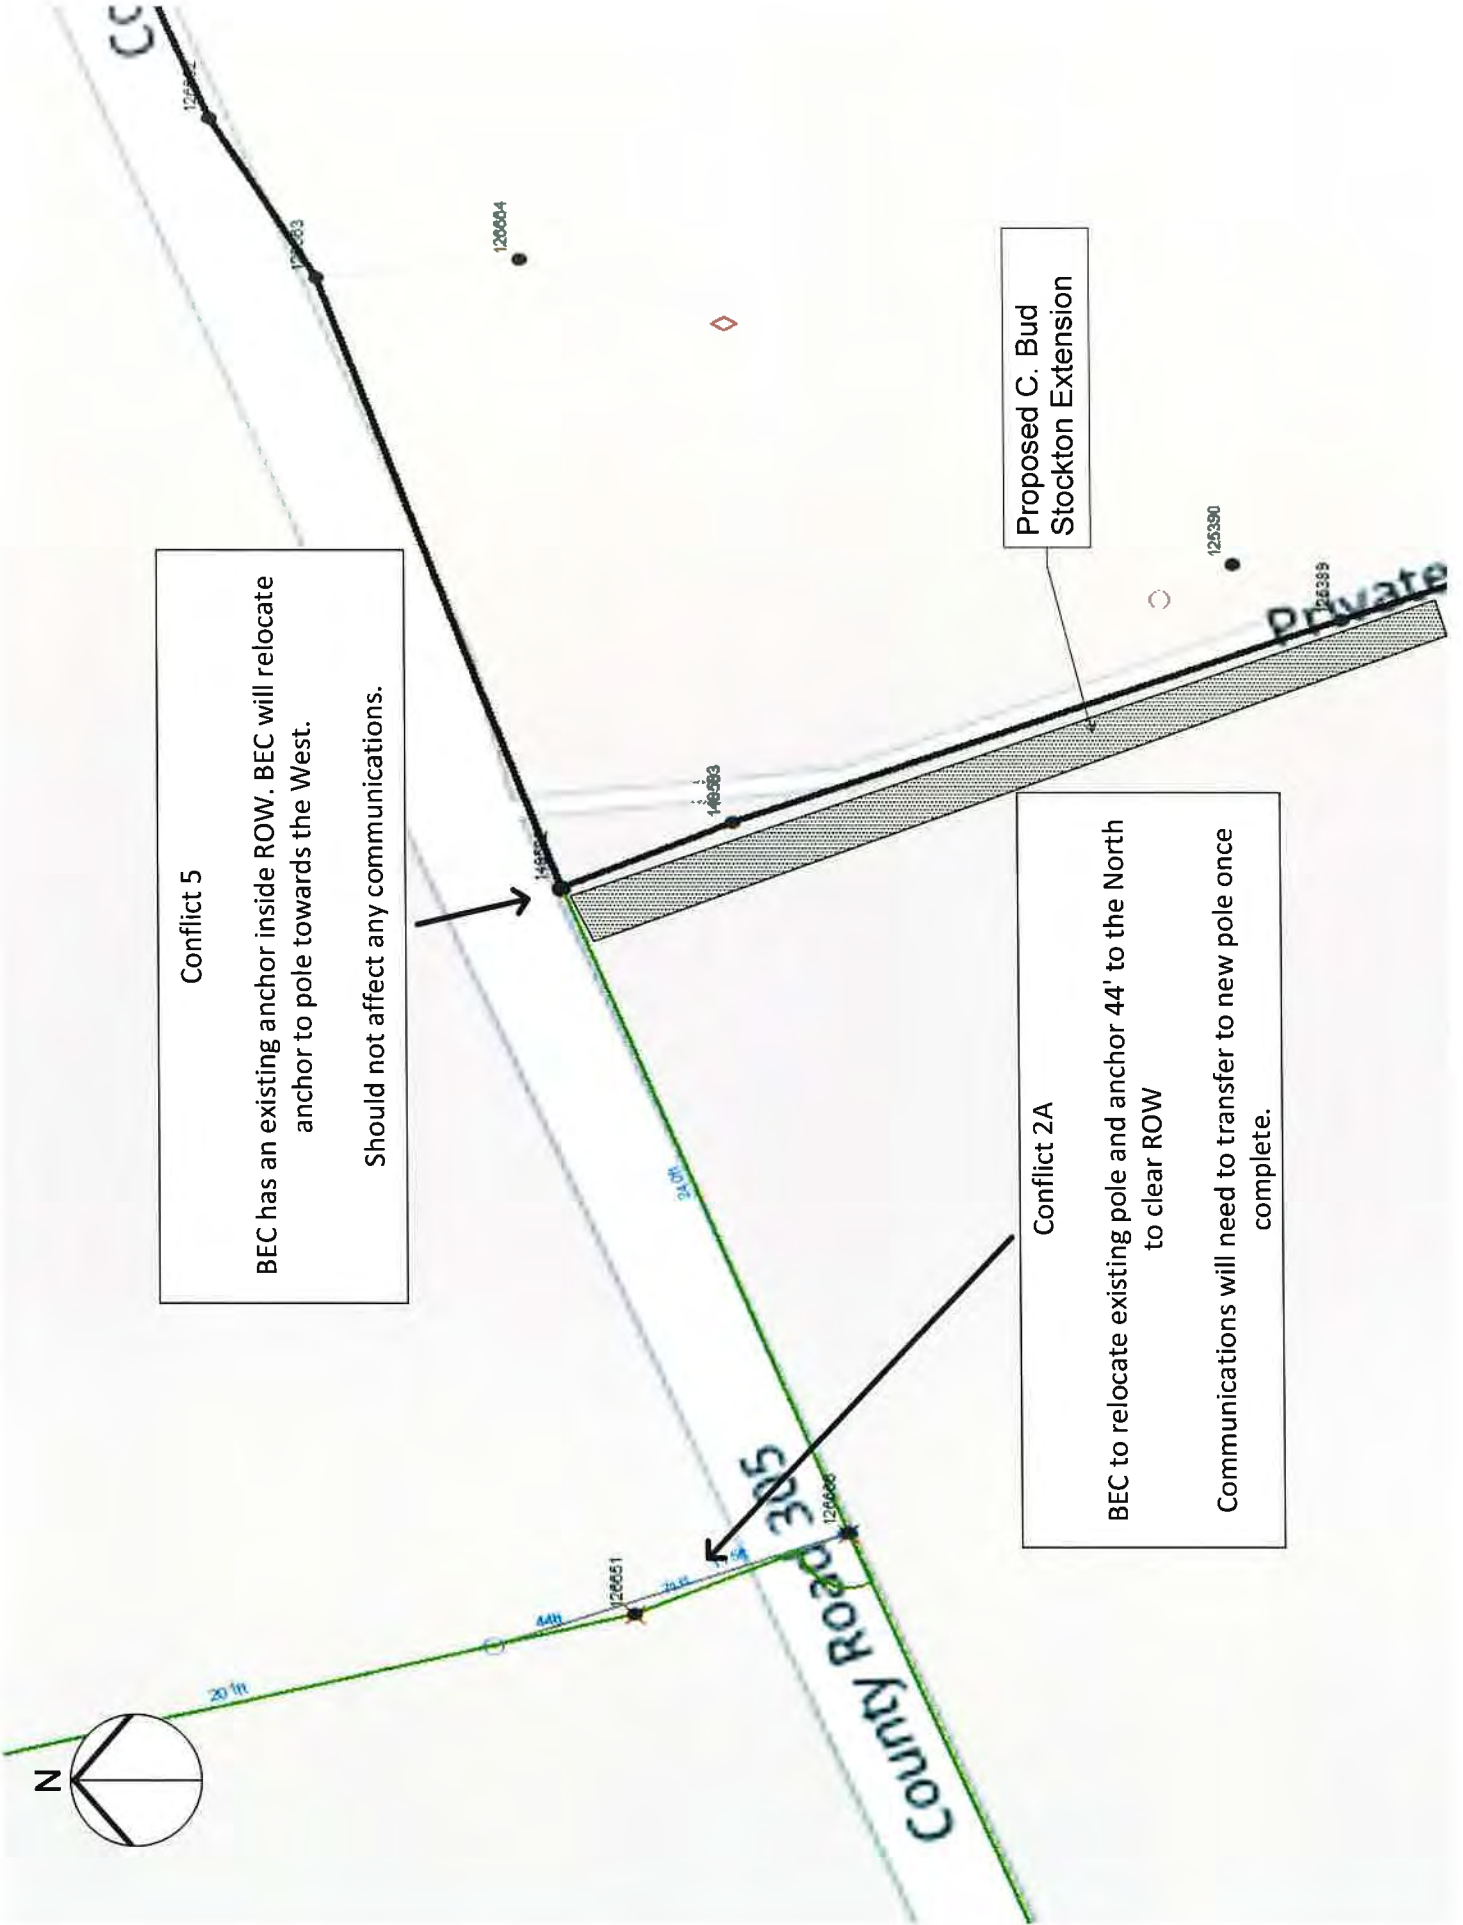 N
Conflict 5
BEC has an existing anchor inside ROW. BEC will relocate
anchor to pole towards the West.
Should not affect any communications.
126664
Proposed C. Bud
Stockton Extension
125390
Private
County Road 305
126651
126666
44ft
240ft
Conflict 2A
BEC to relocate existing pole and anchor 44' to the North
to clear ROW
Communications will need to transfer to new pole once
complete.